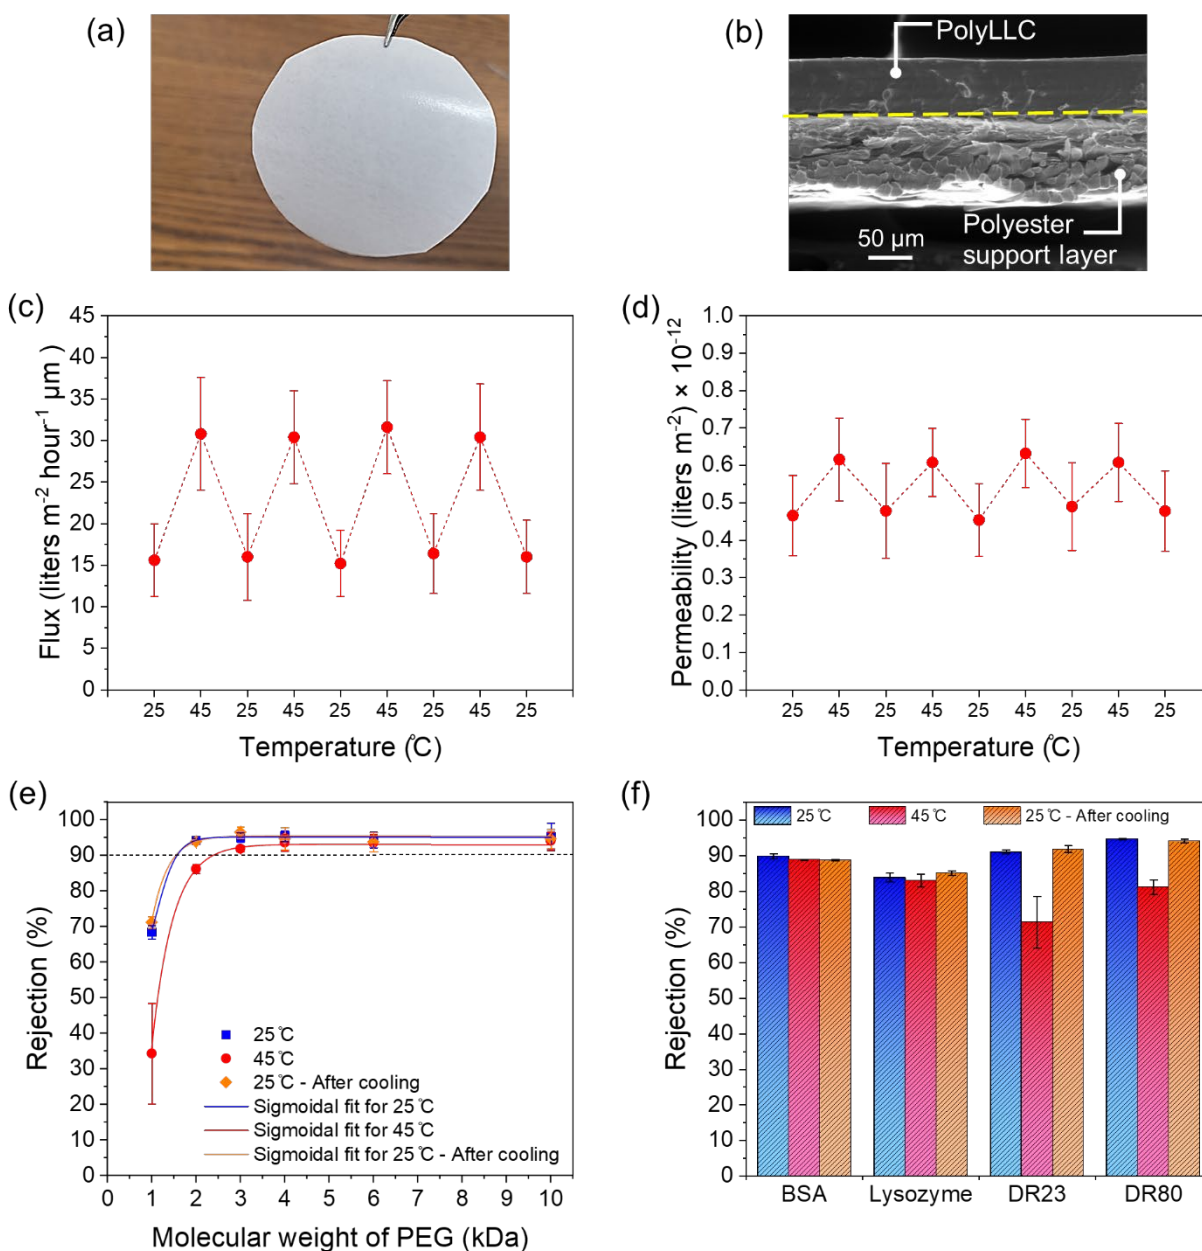 (a)
(b)
PolyLLC
Polyester
support layer
50 µm
(c)
Flux (liters m⁻² hour⁻¹ µm)
45
40
35
30
25
20
15
10
5
0
25 45 25 45 25 45 25 45 25
Temperature (℃)
(d)
Permeability (liters m⁻²) × 10⁻¹²
1.0
0.9
0.8
0.7
0.6
0.5
0.4
0.3
0.2
0.1
0.0
25 45 25 45 25 45 25 45 25
Temperature (℃)
(e)
Rejection (%)
100
90
80
70
60
50
40
30
20
10
0
25℃
45℃
25℃ - After cooling
Sigmoidal fit for 25℃
Sigmoidal fit for 45℃
Sigmoidal fit for 25℃ - After cooling
0 1 2 3 4 5 6 7 8 9 10
Molecular weight of PEG (kDa)
(f)
Rejection (%)
100
90
80
70
60
50
40
30
20
10
0
25℃ 45℃ 25℃ - After cooling
BSA Lysozyme DR23 DR80